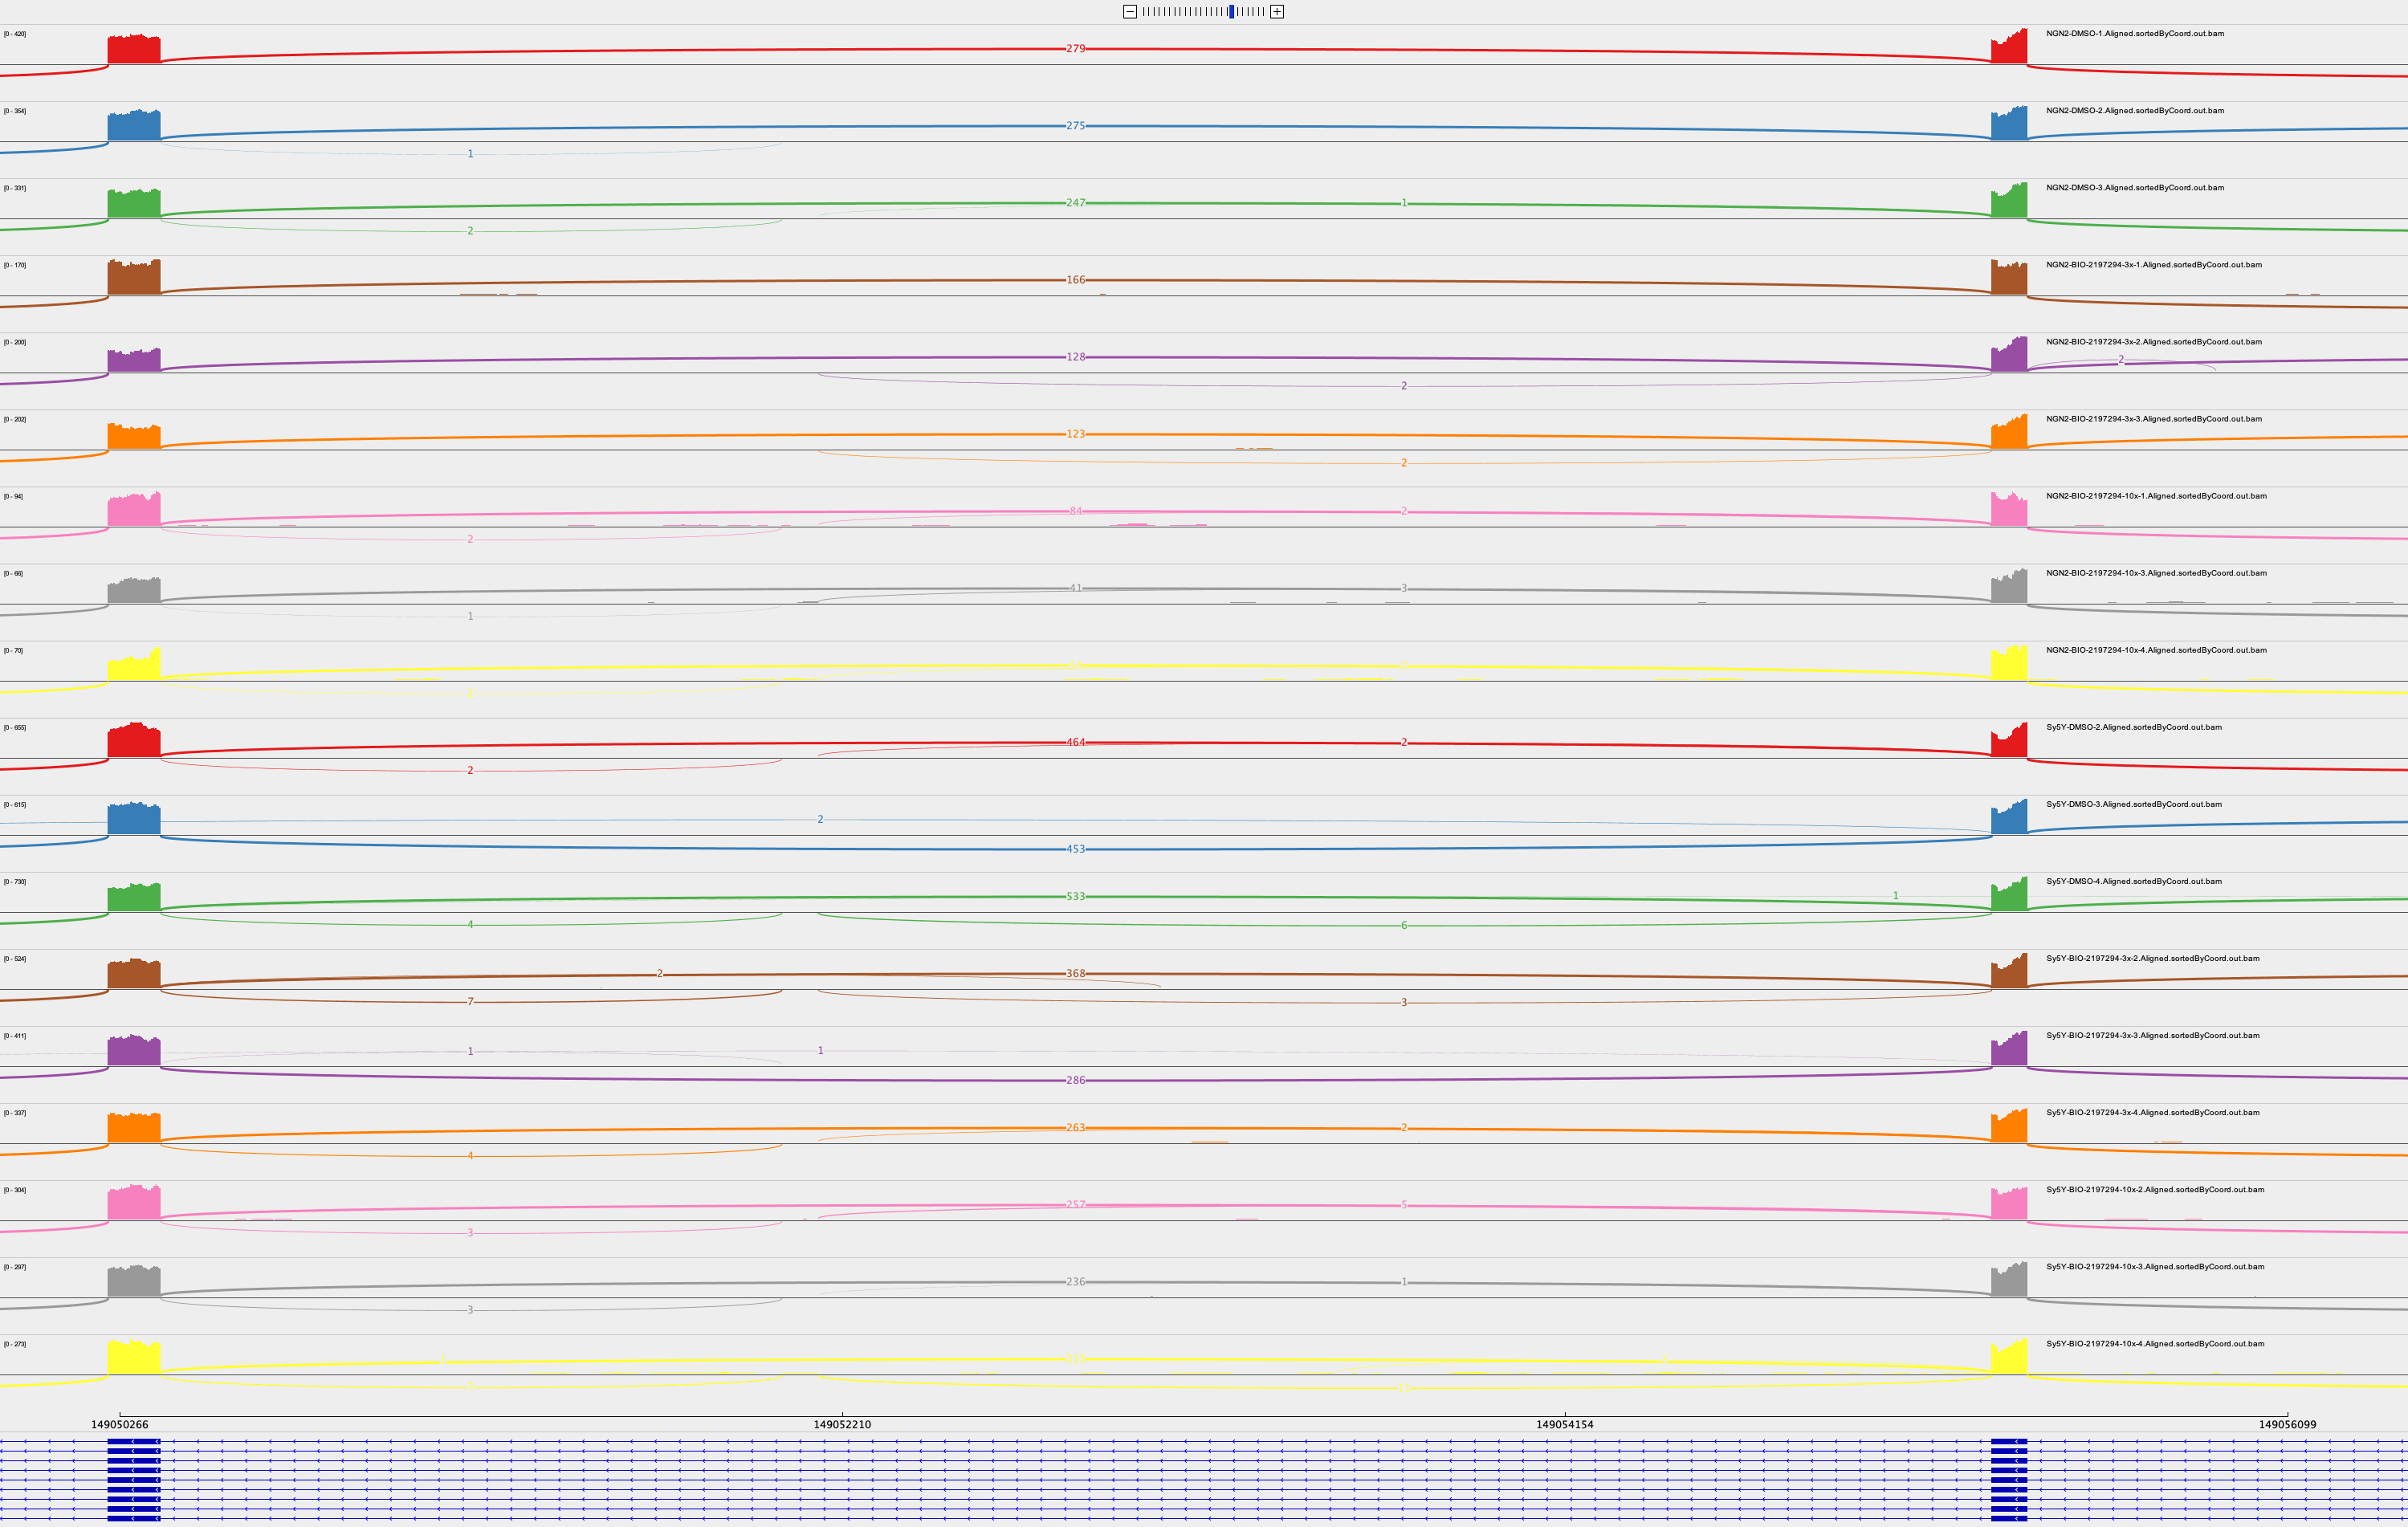 [0 - 420]
279
NGN2-DMSO-1.Aligned.sortedByCoord.out.bam
[0 - 354]
275
1
NGN2-DMSO-2.Aligned.sortedByCoord.out.bam
[0 - 331]
247
1
2
NGN2-DMSO-3.Aligned.sortedByCoord.out.bam
[0 - 170]
166
NGN2-BIO-2197294-3x-1.Aligned.sortedByCoord.out.bam
[0 - 200]
128
2
2
NGN2-BIO-2197294-3x-2.Aligned.sortedByCoord.out.bam
[0 - 202]
123
2
NGN2-BIO-2197294-3x-3.Aligned.sortedByCoord.out.bam
[0 - 94]
84
2
2
NGN2-BIO-2197294-10x-1.Aligned.sortedByCoord.out.bam
[0 - 66]
41
3
1
NGN2-BIO-2197294-10x-3.Aligned.sortedByCoord.out.bam
[0 - 70]
NGN2-BIO-2197294-10x-4.Aligned.sortedByCoord.out.bam
[0 - 655]
464
2
2
Sy5Y-DMSO-2.Aligned.sortedByCoord.out.bam
[0 - 615]
2
453
Sy5Y-DMSO-3.Aligned.sortedByCoord.out.bam
[0 - 730]
533
1
4
6
Sy5Y-DMSO-4.Aligned.sortedByCoord.out.bam
[0 - 524]
2
368
7
3
Sy5Y-BIO-2197294-3x-2.Aligned.sortedByCoord.out.bam
[0 - 411]
1
1
286
Sy5Y-BIO-2197294-3x-3.Aligned.sortedByCoord.out.bam
[0 - 337]
263
2
4
Sy5Y-BIO-2197294-3x-4.Aligned.sortedByCoord.out.bam
[0 - 304]
257
5
3
Sy5Y-BIO-2197294-10x-2.Aligned.sortedByCoord.out.bam
[0 - 297]
236
1
3
Sy5Y-BIO-2197294-10x-3.Aligned.sortedByCoord.out.bam
[0 - 273]
11
Sy5Y-BIO-2197294-10x-4.Aligned.sortedByCoord.out.bam
149050266
149052210
149054154
149056099